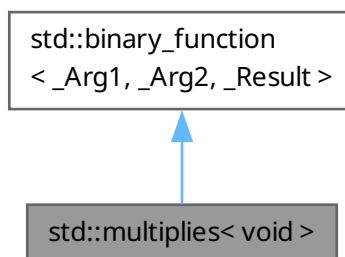 std::binary_function
< _Arg1, _Arg2, _Result >
std::multiplies< void >